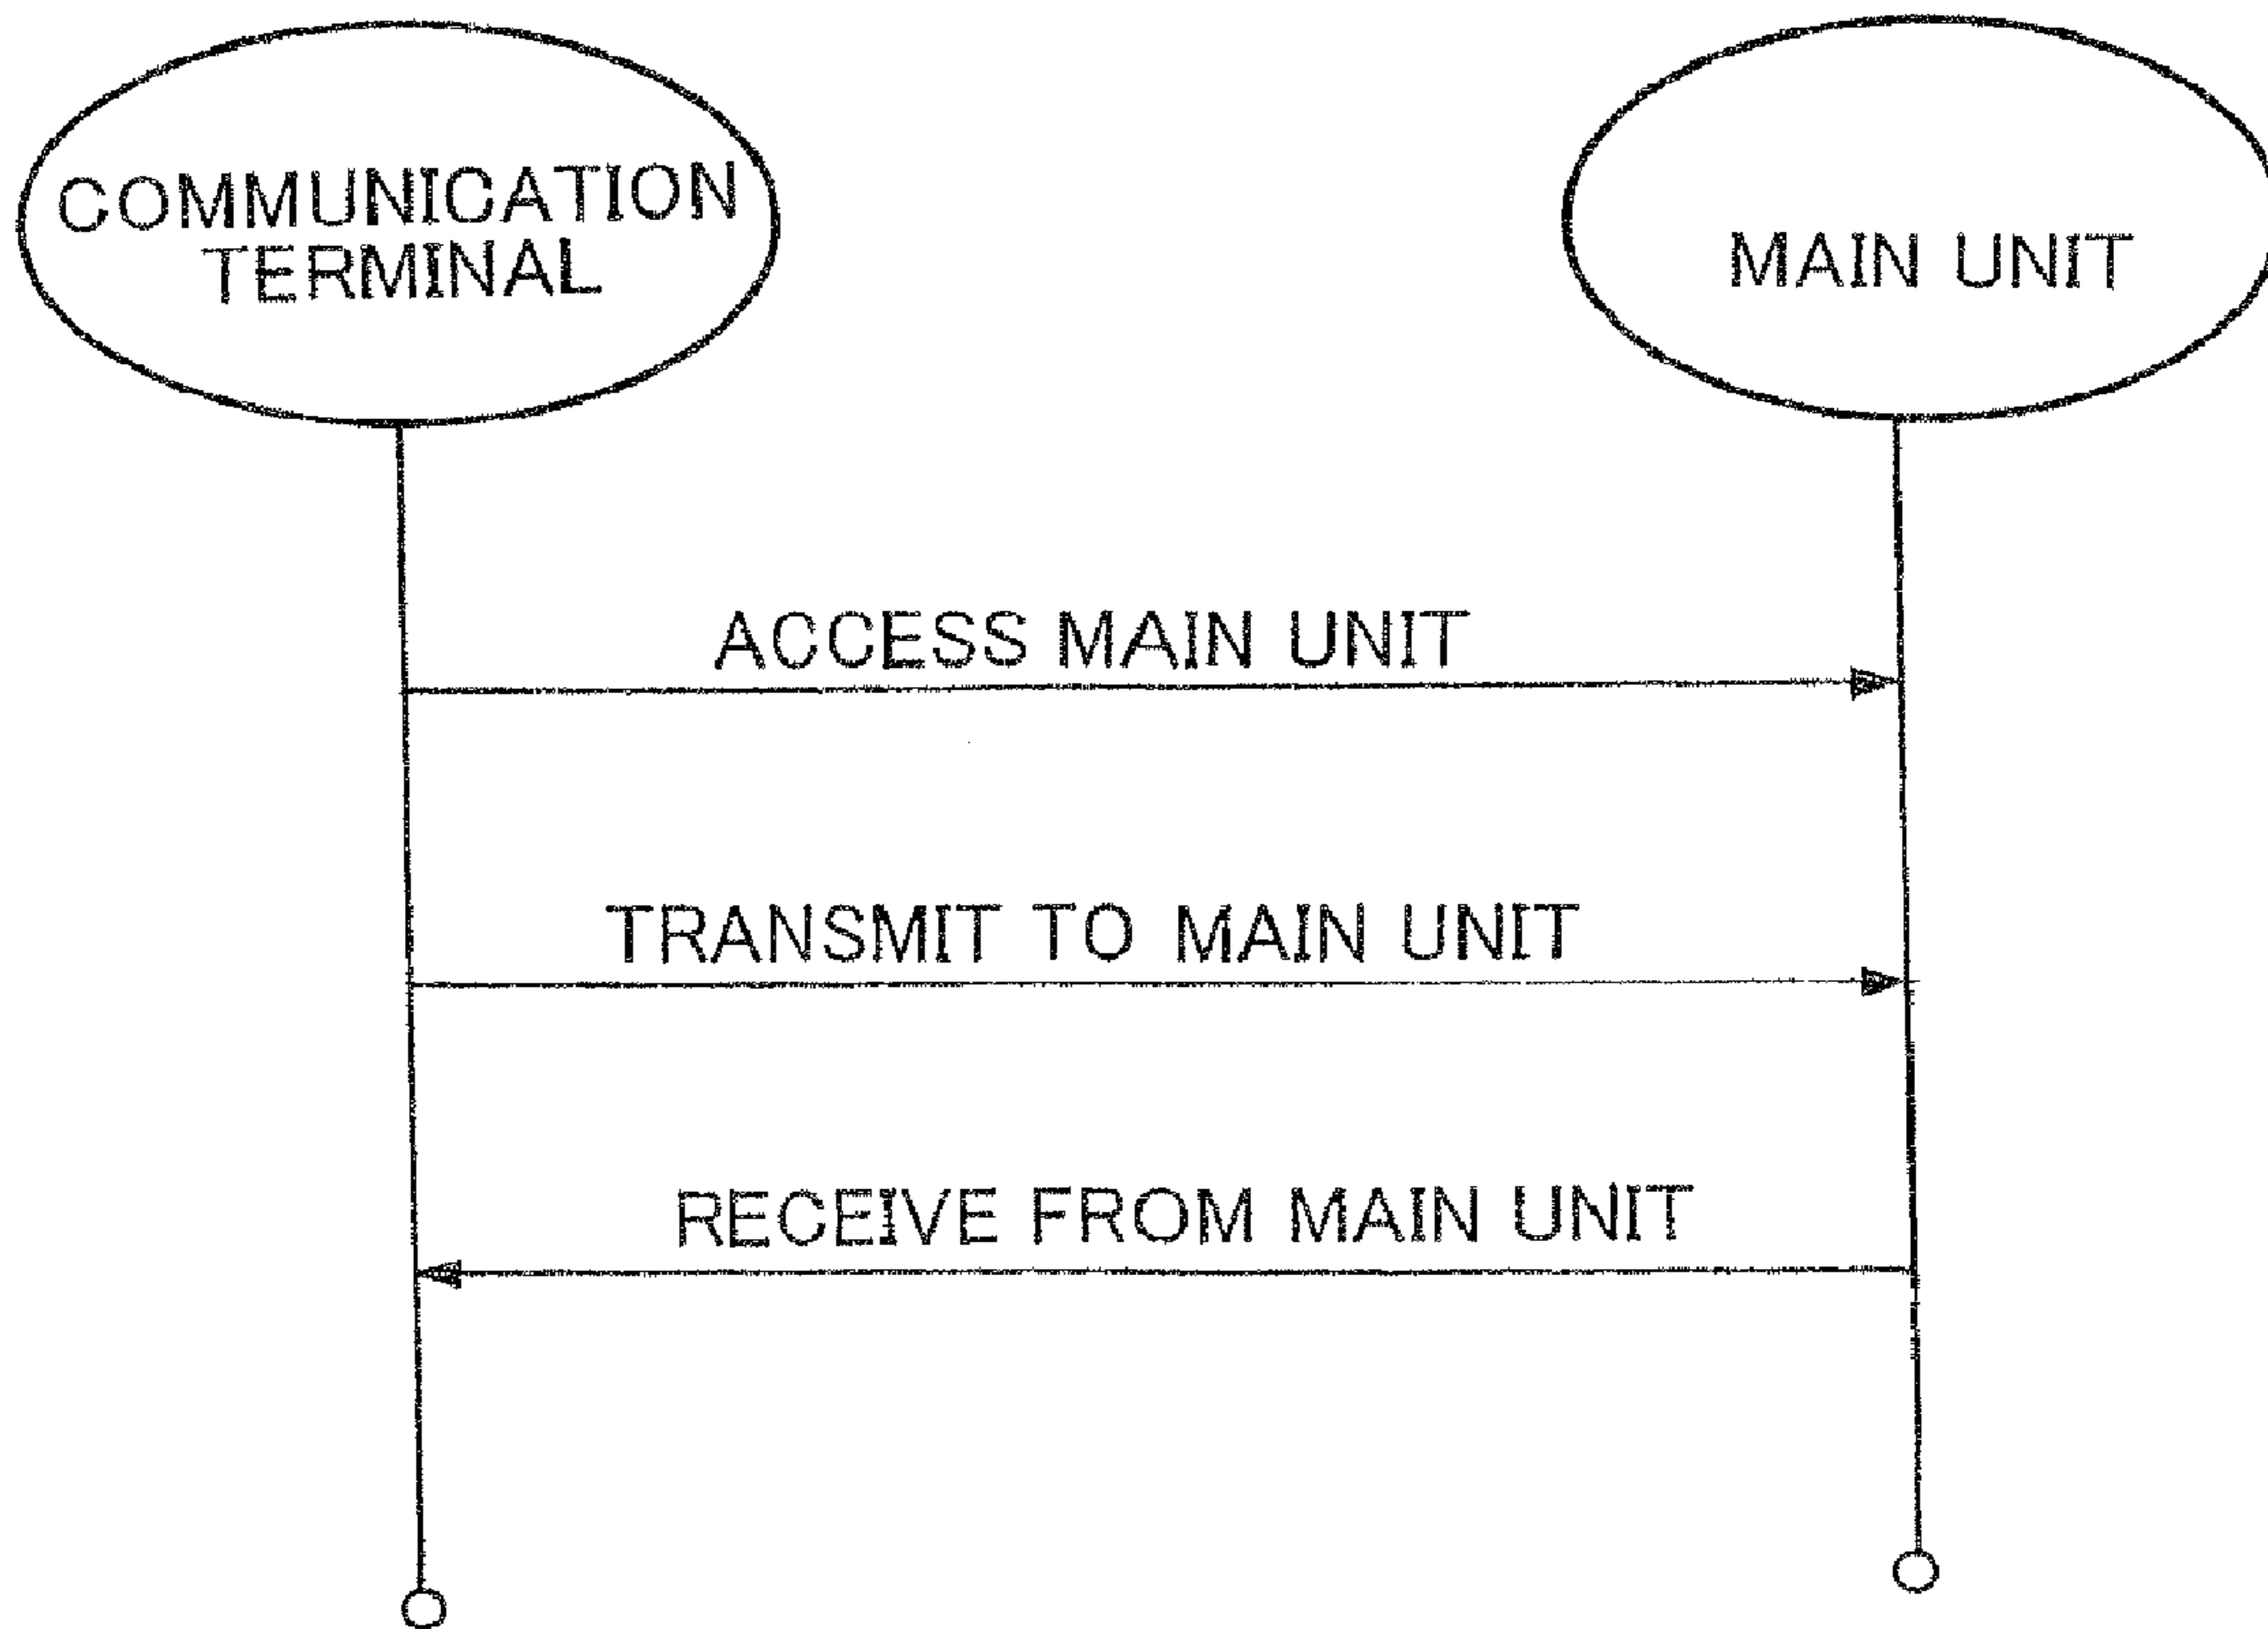 COMMUNICATION
TERMINAL
MAIN UNIT
ACCESS MAIN UNIT
TRANSMIT TO MAIN UNIT
RECEIVE FROM MAIN UNIT